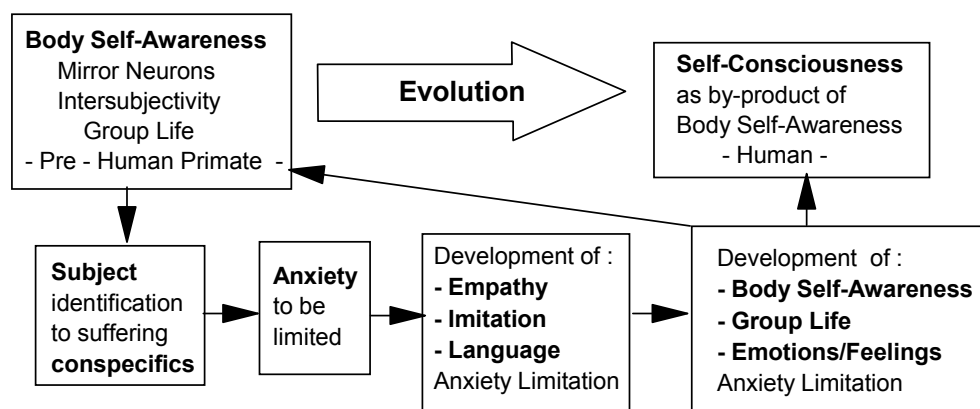 Body Self-Awareness
Mirror Neurons
Intersubjectivity
Group Life
- Pre - Human Primate -
Evolution
Self-Consciousness
as by-product of
Body Self-Awareness
- Human -
Subject
identification
to suffering
conspecifics
Anxiety
to be
limited
Development of :
- Empathy
- Imitation
- Language
Anxiety Limitation
Development of :
- Body Self-Awareness
- Group Life
- Emotions/Feelings
Anxiety Limitation